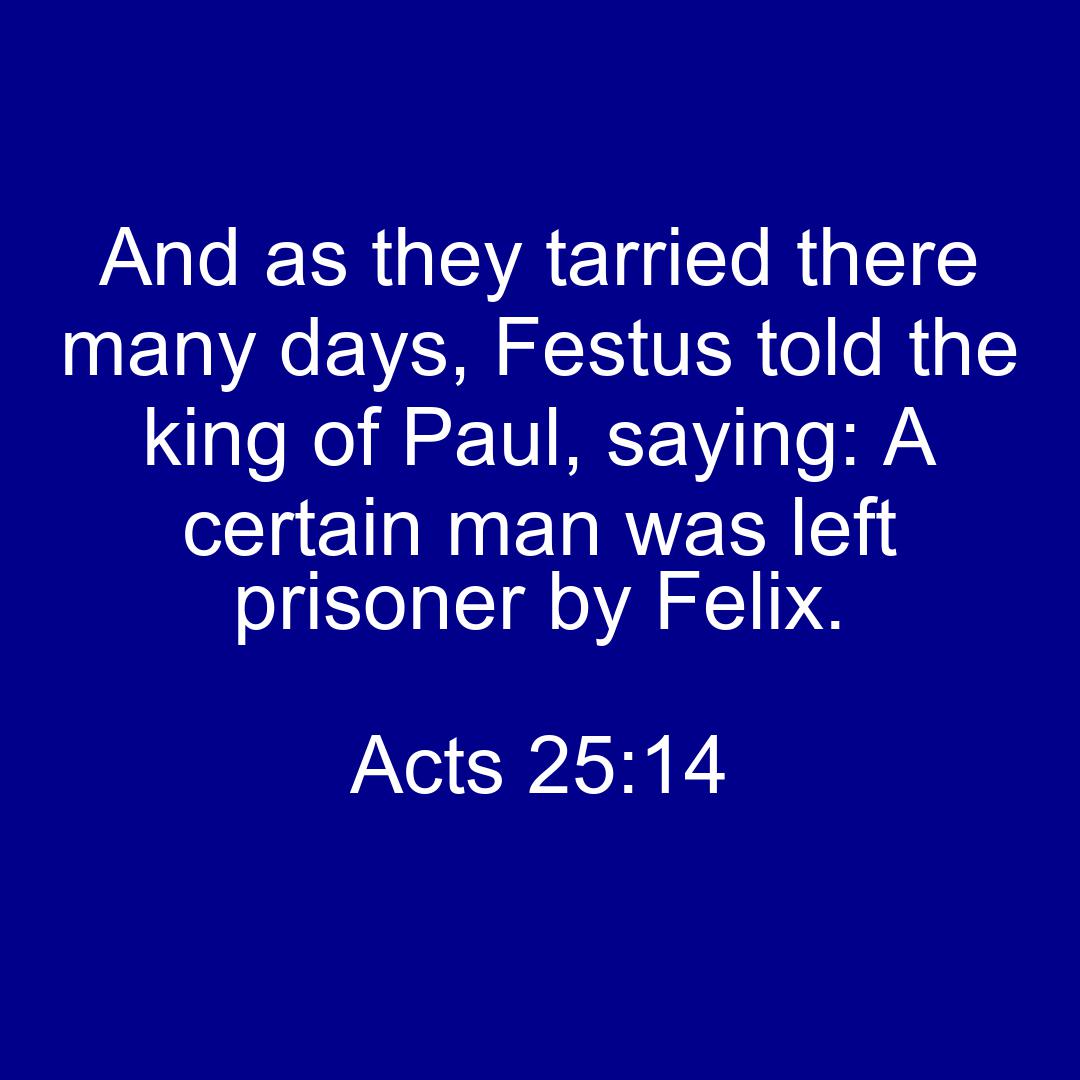 And as they tarried there
many days, Festus told the
king of Paul, saying: A
certain man was left
prisoner by Felix.
Acts 25:14